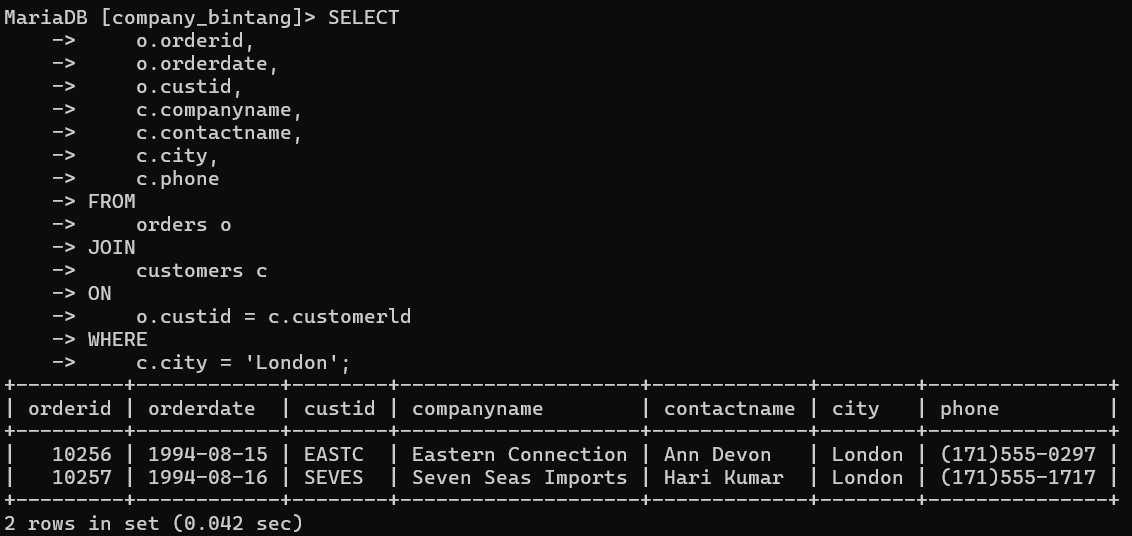 MariaDB [company_bintang]> SELECT
    ->     o.orderid,
    ->     o.orderdate,
    ->     o.custid,
    ->     c.companyname,
    ->     c.contactname,
    ->     c.city,
    ->     c.phone
    -> FROM
    ->     orders o
    -> JOIN
    ->     customers c
    -> ON
    ->     o.custid = c.customerld
    -> WHERE
    ->     c.city = 'London';
+---------+------------+--------+--------------------+-------------+--------+---------------+
| orderid | orderdate  | custid | companyname        | contactname | city   | phone         |
+---------+------------+--------+--------------------+-------------+--------+---------------+
|   10256 | 1994-08-15 | EASTC  | Eastern Connection | Ann Devon   | London | (171)555-0297 |
|   10257 | 1994-08-16 | SEVES  | Seven Seas Imports | Hari Kumar  | London | (171)555-1717 |
+---------+------------+--------+--------------------+-------------+--------+---------------+
2 rows in set (0.042 sec)